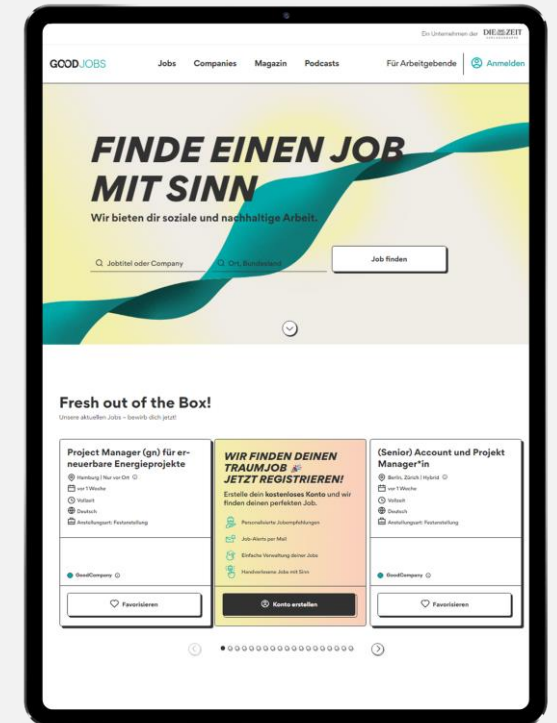 Ein Unternehmen der DIE ZEIT
GOODJOBS
Jobs Companies Magazin Podcasts Für Arbeitgebende Anmelden
FINDE EINEN JOB
MIT SINN
Wir bieten dir soziale und nachhaltige Arbeit.
Jobtitel oder Company Ort, Bundesland Job finden
Fresh out of the Box!
Unsere aktuellen Jobs – bewirb dich jetzt!
Project Manager (gn) für er-
neuerbare Energieprojekte
Hamburg | Nur vor Ort
vor 1 Woche
Vollzeit
Deutsch
Anstellungsart: Festanstellung
GoodCompany
Favorisieren
WIR FINDEN DEINEN
TRAUMJOB 🎉
JETZT REGISTRIEREN!
Erstelle dein kostenloses Konto und wir
finden deinen perfekten Job.
Personalisierte Jobempfehlungen
Job-Alerts per Mail
Einfache Verwaltung deiner Jobs
Handverlesene Jobs mit Sinn
Konto erstellen
(Senior) Account und Projekt
Manager*in
Berlin, Zürich | Hybrid
vor 1 Woche
Vollzeit
Deutsch
Anstellungsart: Festanstellung
GoodCompany
Favorisieren